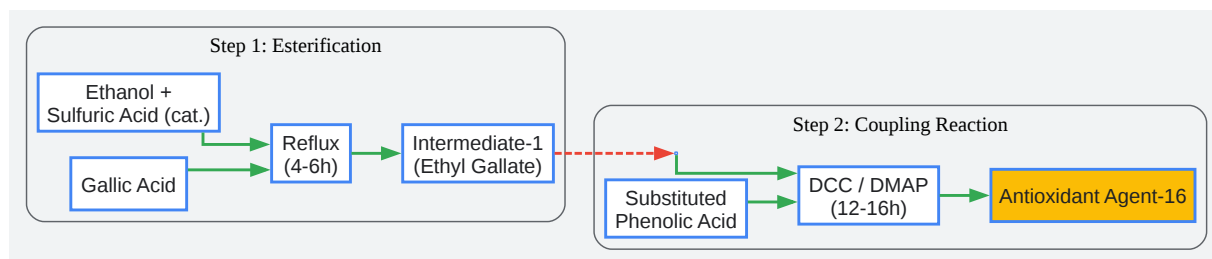 Step 1: Esterification
Ethanol +
Sulfuric Acid (cat.)
Gallic Acid
Reflux
(4-6h)
Intermediate-1
(Ethyl Gallate)
Step 2: Coupling Reaction
Substituted
Phenolic Acid
DCC / DMAP
(12-16h)
Antioxidant Agent-16